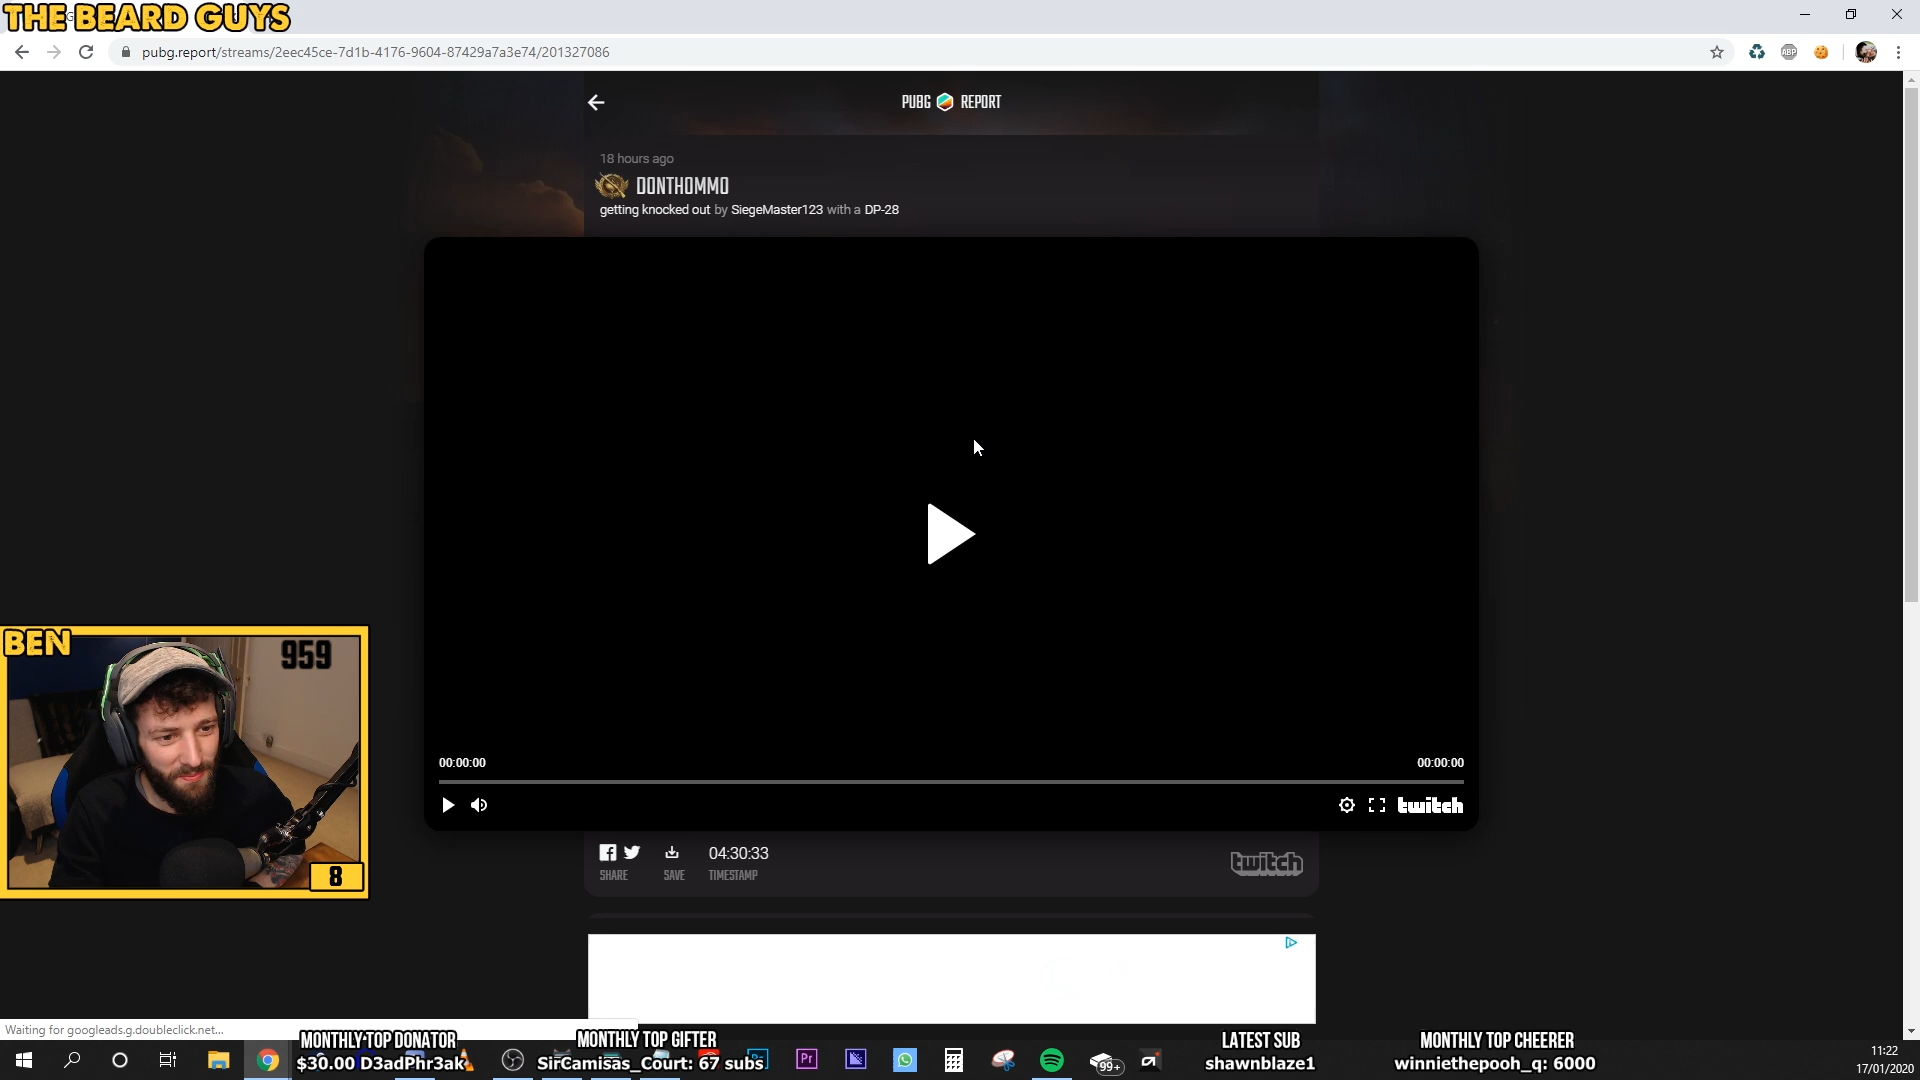 THE BEARD GUYS
pubg.report/streams/2eec45ce-7d1b-4176-9604-87429a7a3e74/201327086
ABP
PUBG REPORT
18 hours ago
DONTHOMMO
getting knocked out by SiegeMaster123 with a DP-28
00:00:00
00:00:00
twitch
BEN
959
8
04:30:33
SHARE
SAVE
TIMESTAMP
twitch
Waiting for googleads.g.doubleclick.net...
MONTHLY TOP DONATOR
$30.00 D3adPhr3ak
MONTHLY TOP GIFTER
SirCamisas_Court: 67 subs
Pr
99+
LATEST SUB
shawnblaze1
MONTHLY TOP CHEERER
winniethepooh_q: 6000
11:22
17/01/2020